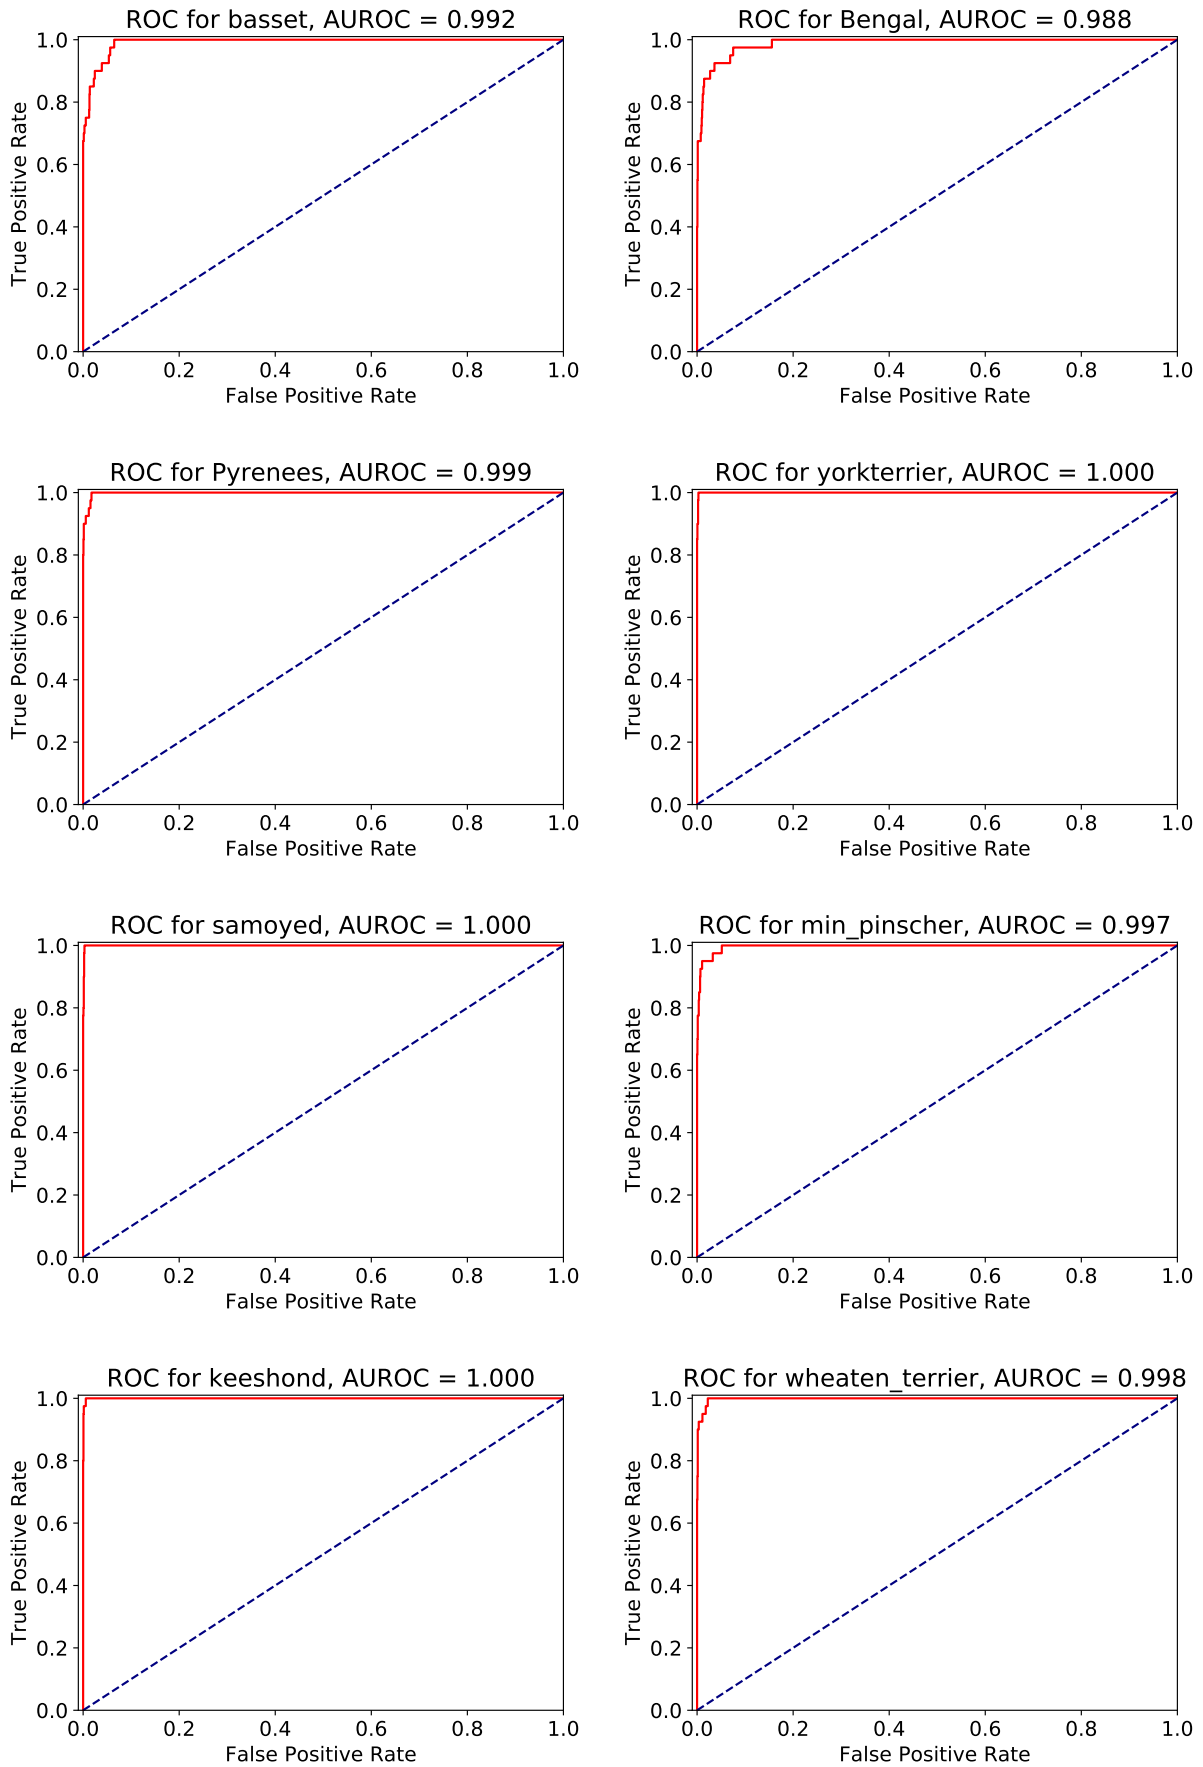 ROC for basset, AUROC = 0.992
1.0
0.8
0.6
0.4
0.2
0.0
True Positive Rate
0.0 0.2 0.4 0.6 0.8 1.0
False Positive Rate
ROC for Bengal, AUROC = 0.988
1.0
0.8
0.6
0.4
0.2
0.0
True Positive Rate
0.0 0.2 0.4 0.6 0.8 1.0
False Positive Rate
ROC for Pyrenees, AUROC = 0.999
1.0
0.8
0.6
0.4
0.2
0.0
True Positive Rate
0.0 0.2 0.4 0.6 0.8 1.0
False Positive Rate
ROC for yorkterrier, AUROC = 1.000
1.0
0.8
0.6
0.4
0.2
0.0
True Positive Rate
0.0 0.2 0.4 0.6 0.8 1.0
False Positive Rate
ROC for samoyed, AUROC = 1.000
1.0
0.8
0.6
0.4
0.2
0.0
True Positive Rate
0.0 0.2 0.4 0.6 0.8 1.0
False Positive Rate
ROC for min_pinscher, AUROC = 0.997
1.0
0.8
0.6
0.4
0.2
0.0
True Positive Rate
0.0 0.2 0.4 0.6 0.8 1.0
False Positive Rate
ROC for keeshond, AUROC = 1.000
1.0
0.8
0.6
0.4
0.2
0.0
True Positive Rate
0.0 0.2 0.4 0.6 0.8 1.0
False Positive Rate
ROC for wheaten_terrier, AUROC = 0.998
1.0
0.8
0.6
0.4
0.2
0.0
True Positive Rate
0.0 0.2 0.4 0.6 0.8 1.0
False Positive Rate